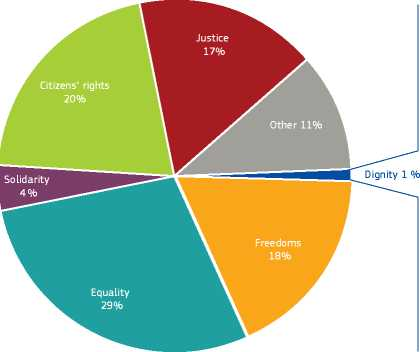 Justice
17%
Citizens' rights
20%
Other 11%
Dignity 1 %
Solidarity
4 %
Freedoms
18%
Equality
29%